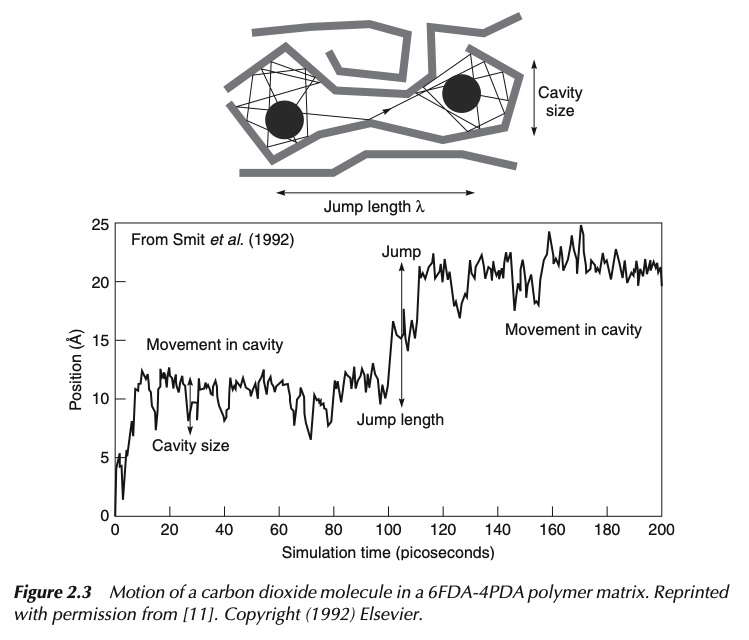 Cavity
size
Jump length λ
From Smit et al. (1992)
Jump
Movement in cavity
Movement in cavity
Cavity size
Jump length
Position (Å)
25
20
15
10
5
0
0 20 40 60 80 100 120 140 160 180 200
Simulation time (picoseconds)
Figure 2.3 Motion of a carbon dioxide molecule in a 6FDA-4PDA polymer matrix. Reprinted
with permission from [11]. Copyright (1992) Elsevier.